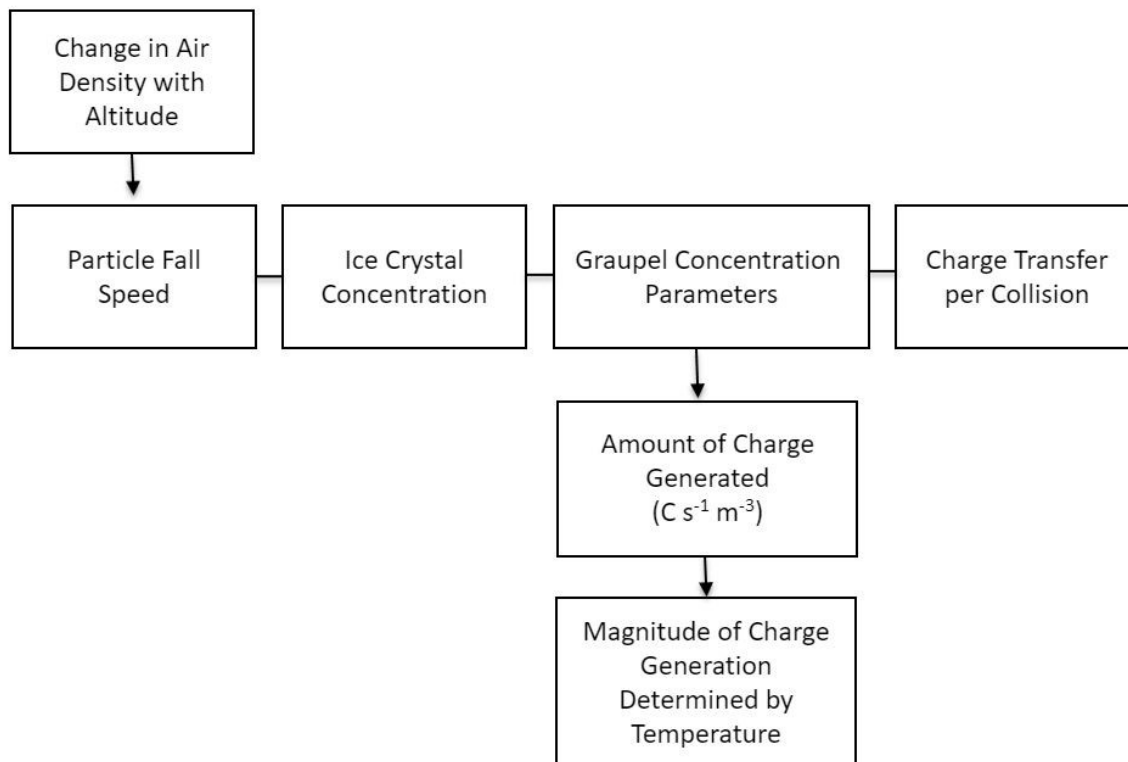 Change in Air
Density with
Altitude
Particle Fall
Speed
Ice Crystal
Concentration
Graupel Concentration
Parameters
Charge Transfer
per Collision
Amount of Charge
Generated
(C s⁻¹ m⁻³)
Magnitude of Charge
Generation
Determined by
Temperature